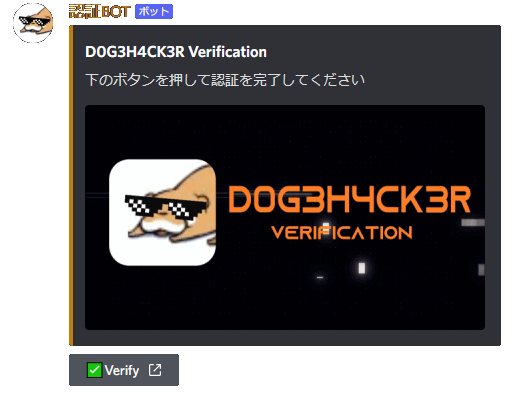 認証BOT ボット
D0G3H4CK3R Verification
下のボタンを押して認証を完了してください
D0G3H4CK3R
VERIFICATION
Verify